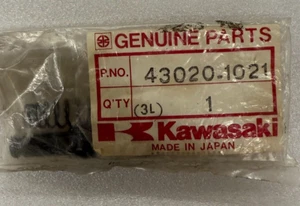 GENUINE PARTS
P.NO. 43020-1021
Q'TY (3L) 1
Kawasaki
MADE IN JAPAN